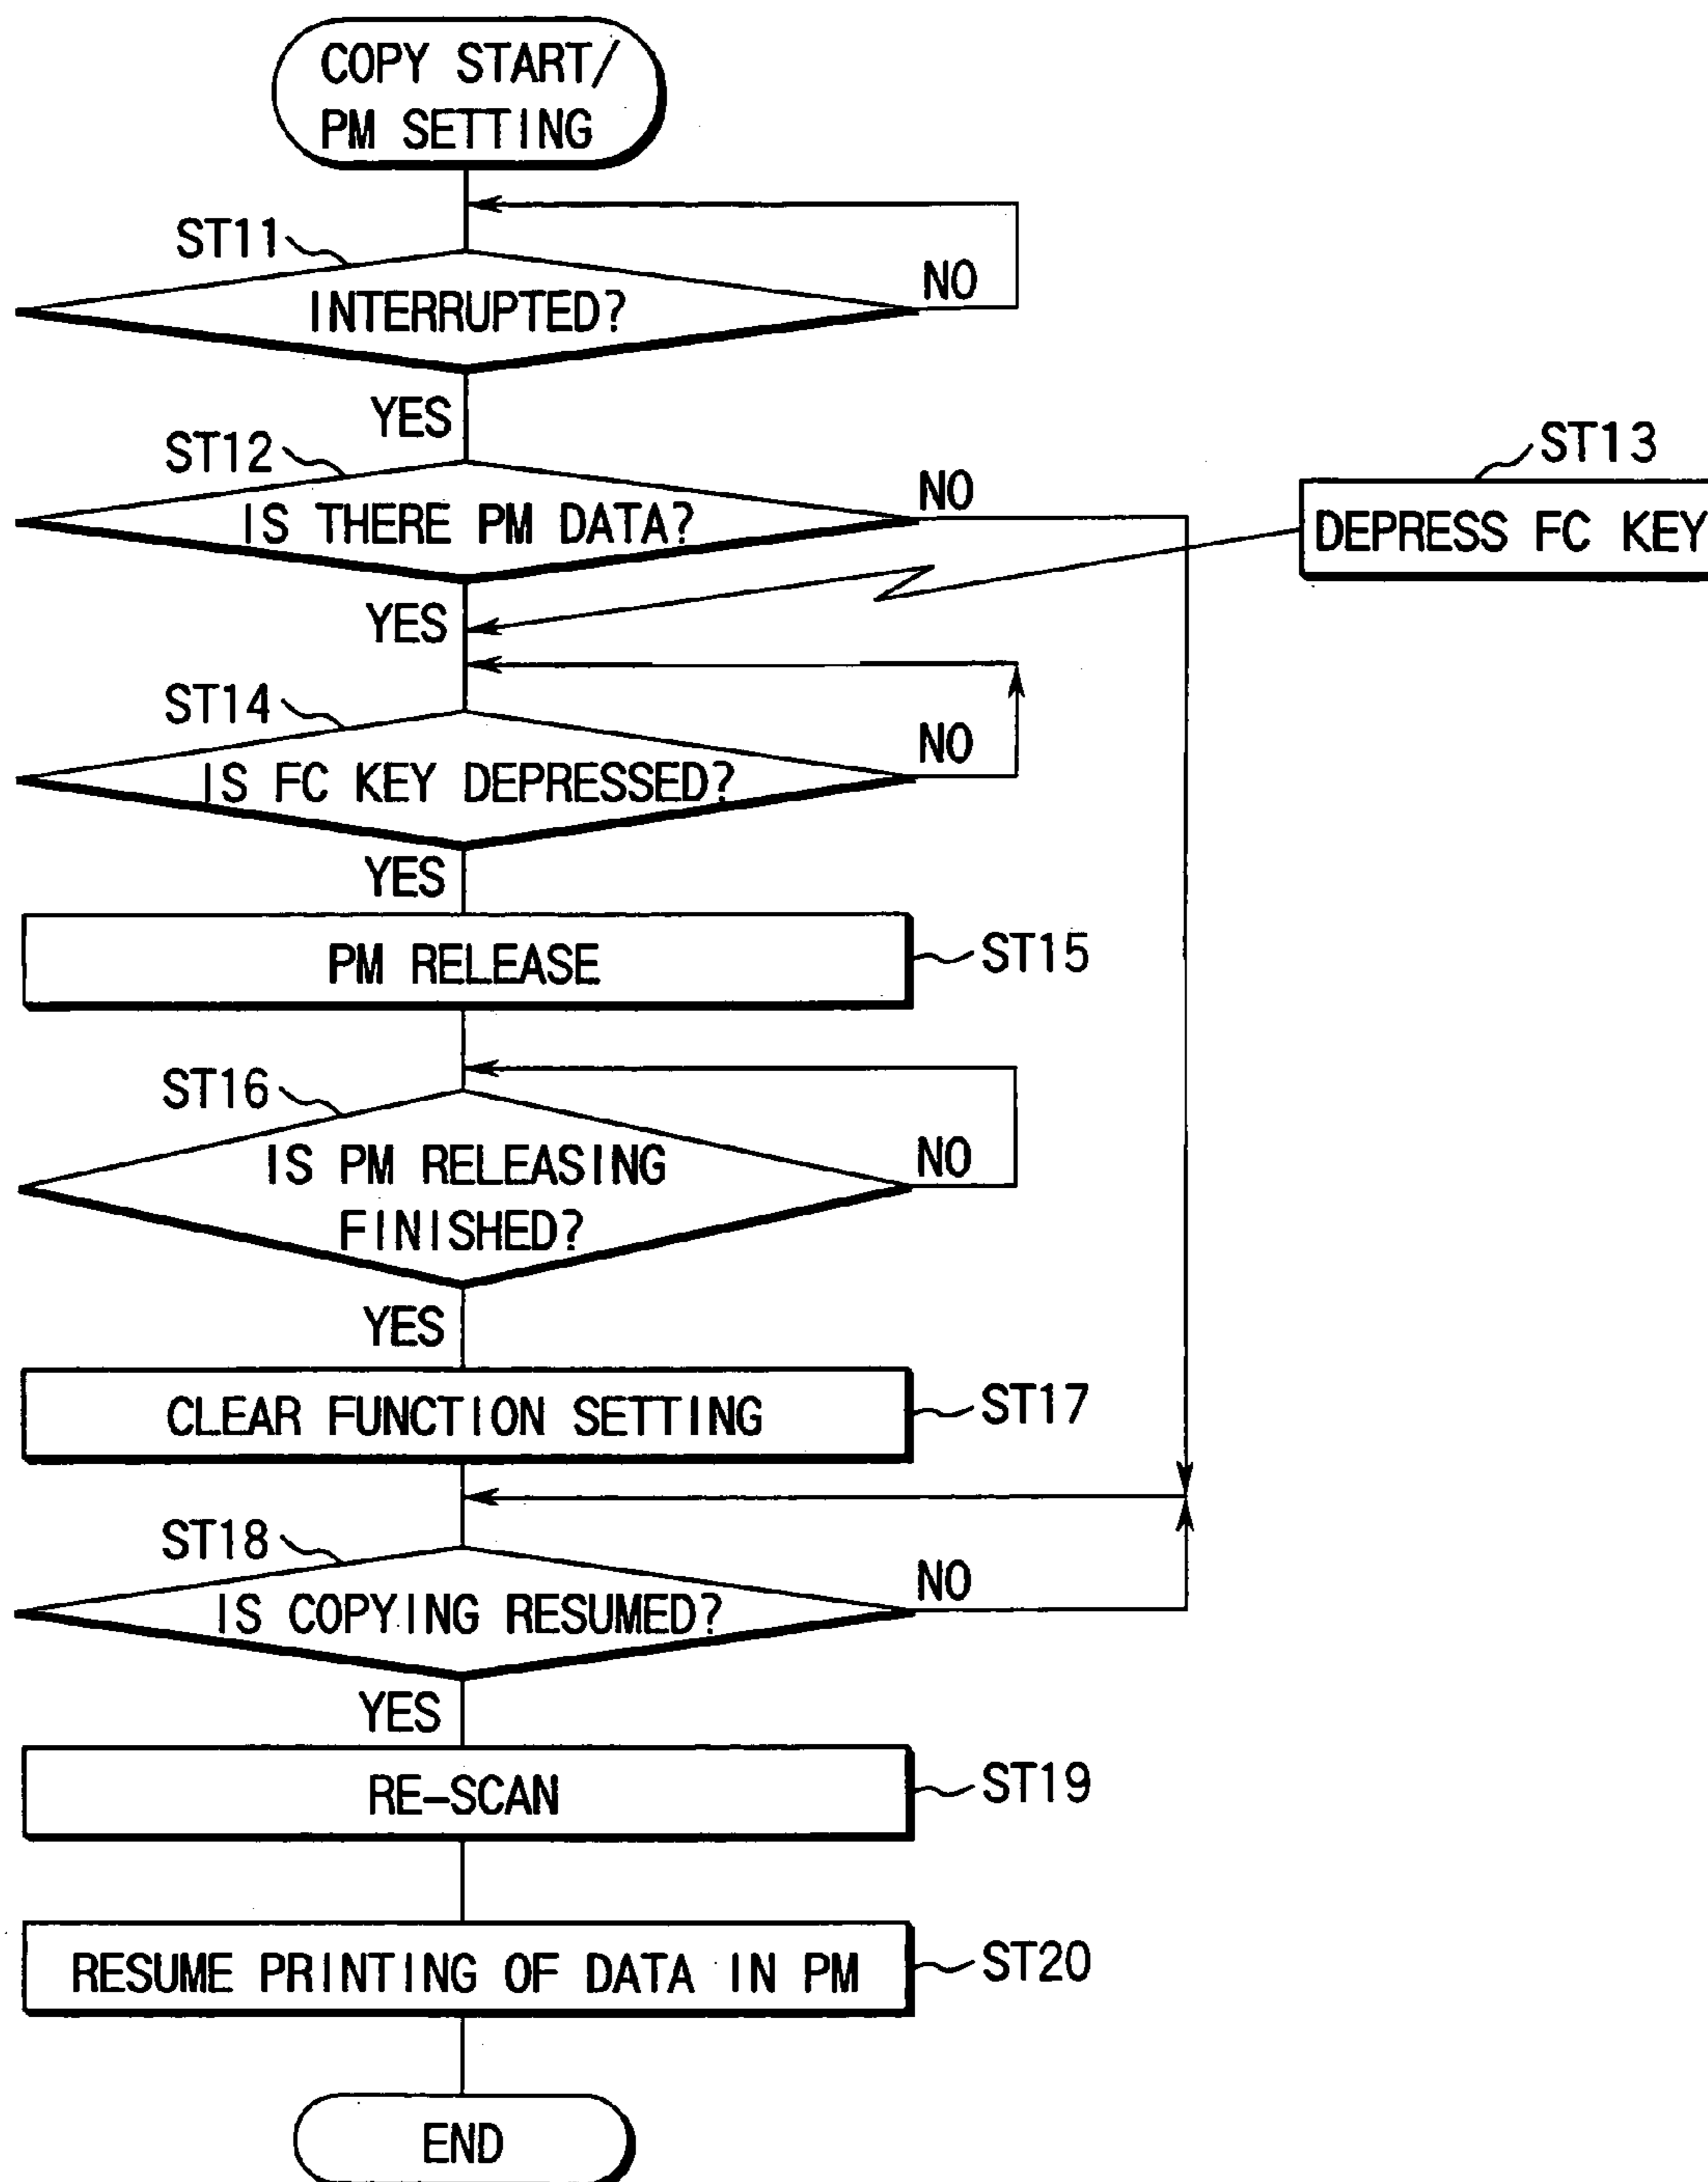 COPY START/
PM SETTING
ST11
NO
INTERRUPTED?
YES
ST12
NO
IS THERE PM DATA?
ST13
DEPRESS FC KEY
YES
ST14
NO
IS FC KEY DEPRESSED?
YES
PM RELEASE
ST15
ST16
IS PM RELEASING
FINISHED?
NO
YES
CLEAR FUNCTION SETTING
ST17
ST18
NO
IS COPYING RESUMED?
YES
RE-SCAN
ST19
RESUME PRINTING OF DATA IN PM
ST20
END